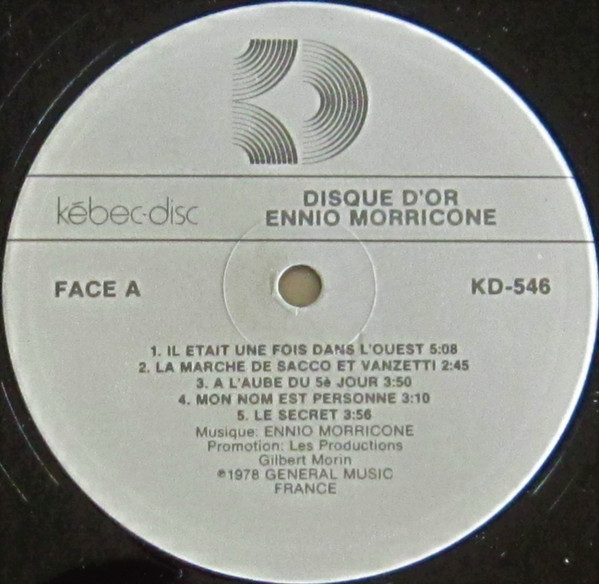 kébec-disc
DISQUE D'OR
ENNIO MORRICONE
FACE A
KD-546
1. IL ETAIT UNE FOIS DANS L'OUEST 5:08
2. LA MARCHE DE SACCO ET VANZETTI 2:45
3. A L'AUBE DU 5è JOUR 3:50
4. MON NOM EST PERSONNE 3:10
5. LE SECRET 3:56
Musique: ENNIO MORRICONE
Promotion: Les Productions
Gilbert Morin
℗1978 GENERAL MUSIC
FRANCE